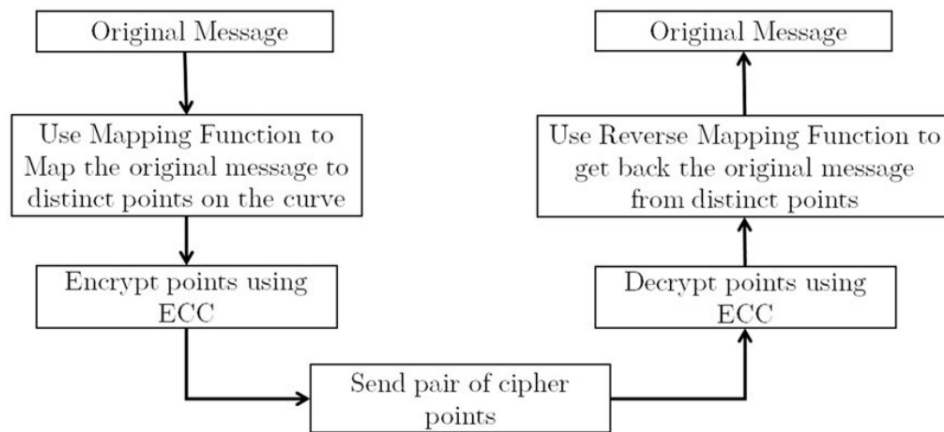 Original Message
Use Mapping Function to
Map the original message to
distinct points on the curve
Encrypt points using
ECC
Send pair of cipher
points
Decrypt points using
ECC
Use Reverse Mapping Function to
get back the original message
from distinct points
Original Message